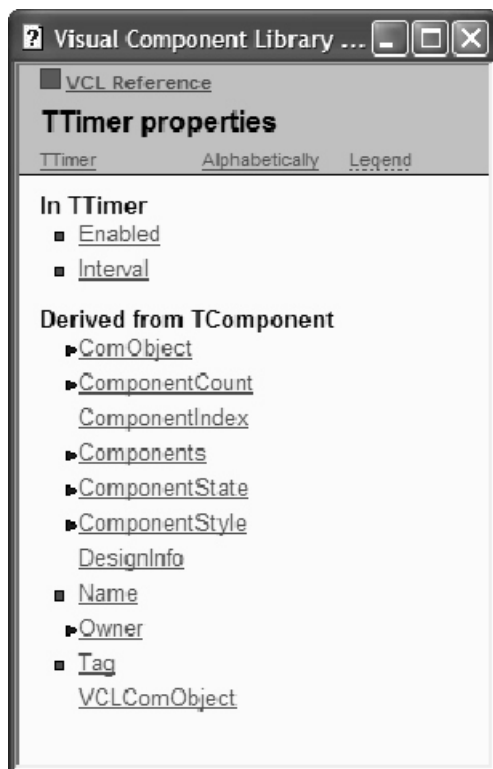 Visual Component Library ...
VCL Reference
TTimer properties
TTimer Alphabetically Legend
In TTimer
Enabled
Interval
Derived from TComponent
ComObject
ComponentCount
ComponentIndex
Components
ComponentState
ComponentStyle
DesignInfo
Name
Owner
Tag
VCLComObject